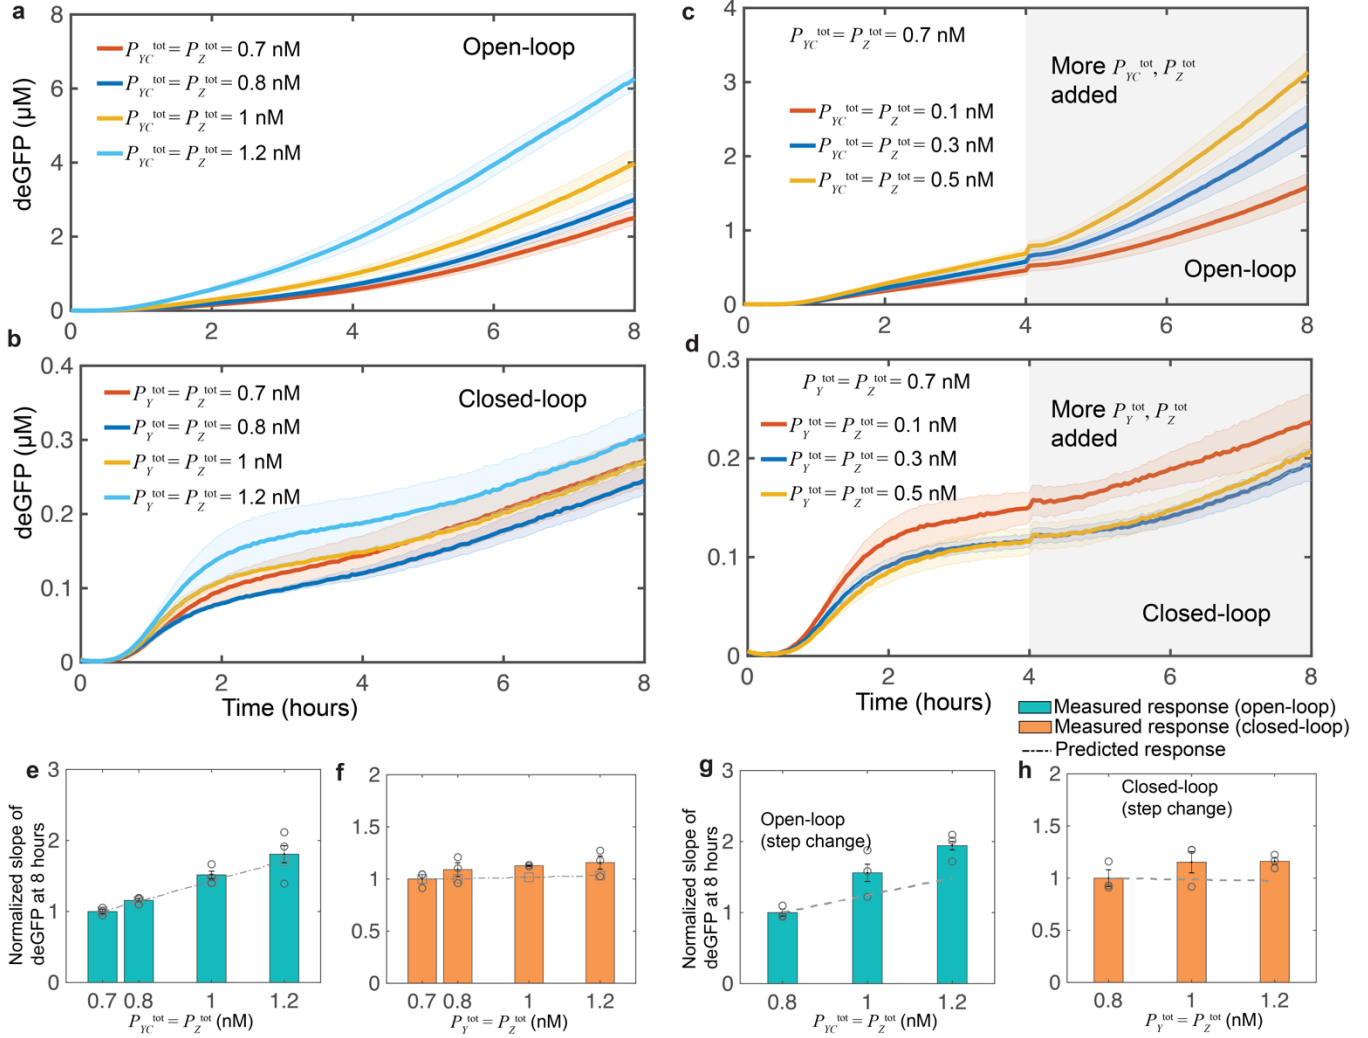 a
8
6
4
2
0
deGFP (µM)
P_YC^tot = P_Z^tot = 0.7 nM
P_YC^tot = P_Z^tot = 0.8 nM
P_YC^tot = P_Z^tot = 1 nM
P_YC^tot = P_Z^tot = 1.2 nM
Open-loop
0 2 4 6 8
b
0.4
0.3
0.2
0.1
0
deGFP (µM)
P_Y^tot = P_Z^tot = 0.7 nM
P_Y^tot = P_Z^tot = 0.8 nM
P_Y^tot = P_Z^tot = 1 nM
P_Y^tot = P_Z^tot = 1.2 nM
Closed-loop
0 2 4 6 8
Time (hours)
c
4
3
2
1
0
P_YC^tot = P_Z^tot = 0.7 nM
P_YC^tot = P_Z^tot = 0.1 nM
P_YC^tot = P_Z^tot = 0.3 nM
P_YC^tot = P_Z^tot = 0.5 nM
More P_YC^tot, P_Z^tot
added
Open-loop
0 2 4 6 8
d
0.3
0.2
0.1
0
P_Y^tot = P_Z^tot = 0.7 nM
P_Y^tot = P_Z^tot = 0.1 nM
P_Y^tot = P_Z^tot = 0.3 nM
P_Y^tot = P_Z^tot = 0.5 nM
More P_Y^tot, P_Z^tot
added
Closed-loop
0 2 4 6 8
Time (hours)
Measured response (open-loop)
Measured response (closed-loop)
Predicted response
e
3
2
1
0
Normalized slope of
deGFP at 8 hours
0.7 0.8 1 1.2
P_YC^tot = P_Z^tot (nM)
f
2
1.5
1
0.5
0
0.7 0.8 1 1.2
P_Y^tot = P_Z^tot (nM)
g
3
2
1
0
Normalized slope of
deGFP at 8 hours
Open-loop
(step change)
0.8 1 1.2
P_YC^tot = P_Z^tot (nM)
h
2
1.5
1
0.5
0
Closed-loop
(step change)
0.8 1 1.2
P_Y^tot = P_Z^tot (nM)